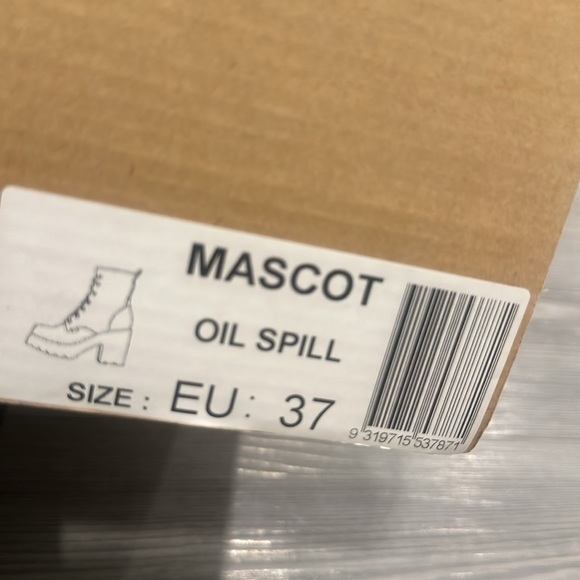 MASCOT
OIL SPILL
SIZE : EU: 37
9 319715 537871